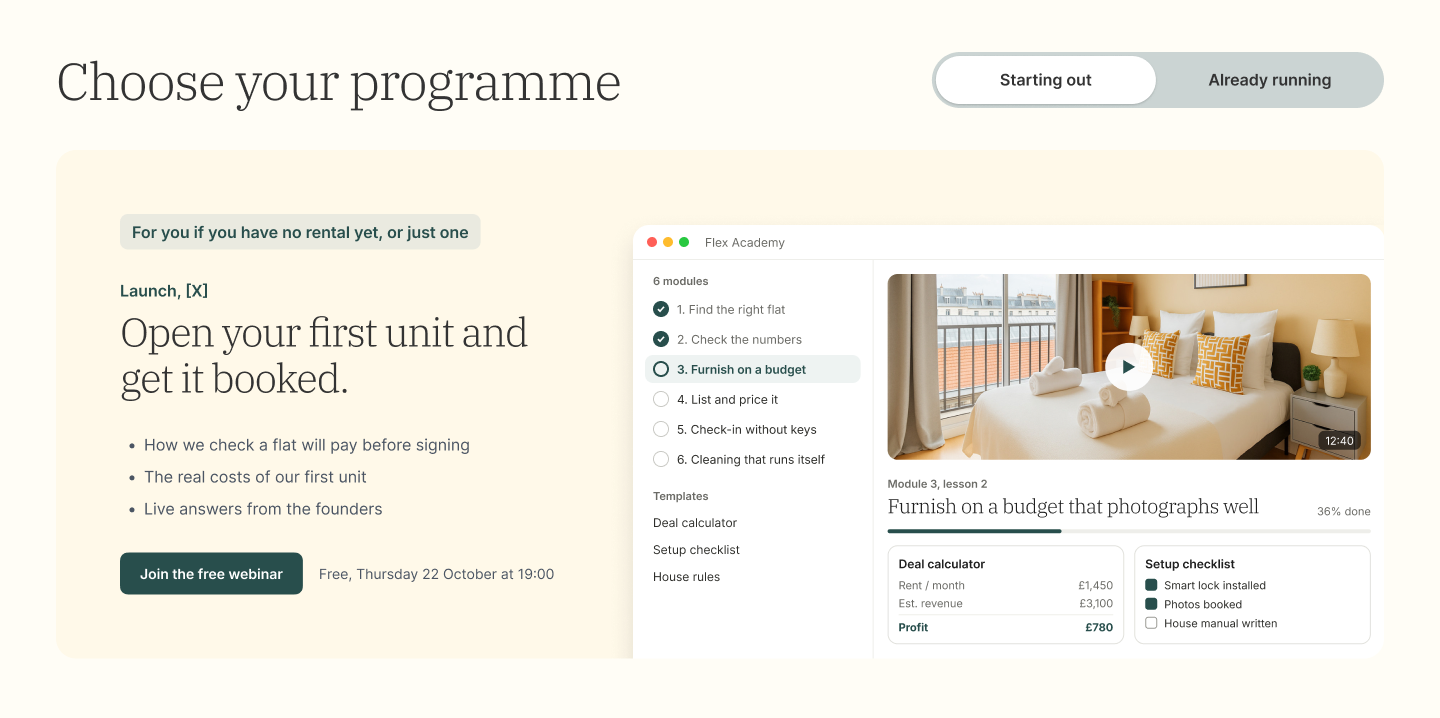 Choose your programme
Starting out
Already running
For you if you have no rental yet, or just one
Launch, [X]
Open your first unit and
get it booked.
• How we check a flat will pay before signing
• The real costs of our first unit
• Live answers from the founders
Join the free webinar
Free, Thursday 22 October at 19:00
Flex Academy
6 modules
1. Find the right flat
2. Check the numbers
3. Furnish on a budget
4. List and price it
5. Check-in without keys
6. Cleaning that runs itself
Templates
Deal calculator
Setup checklist
House rules
12:40
Module 3, lesson 2
Furnish on a budget that photographs well
36% done
Deal calculator
Rent / month £1,450
Est. revenue £3,100
Profit £780
Setup checklist
Smart lock installed
Photos booked
House manual written